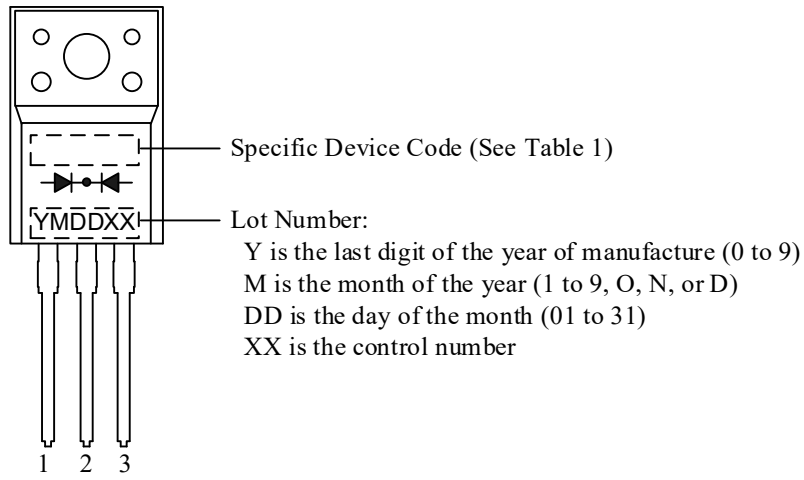 Specific Device Code (See Table 1)
YMDDXX
Lot Number:
Y is the last digit of the year of manufacture (0 to 9)
M is the month of the year (1 to 9, O, N, or D)
DD is the day of the month (01 to 31)
XX is the control number
1 2 3